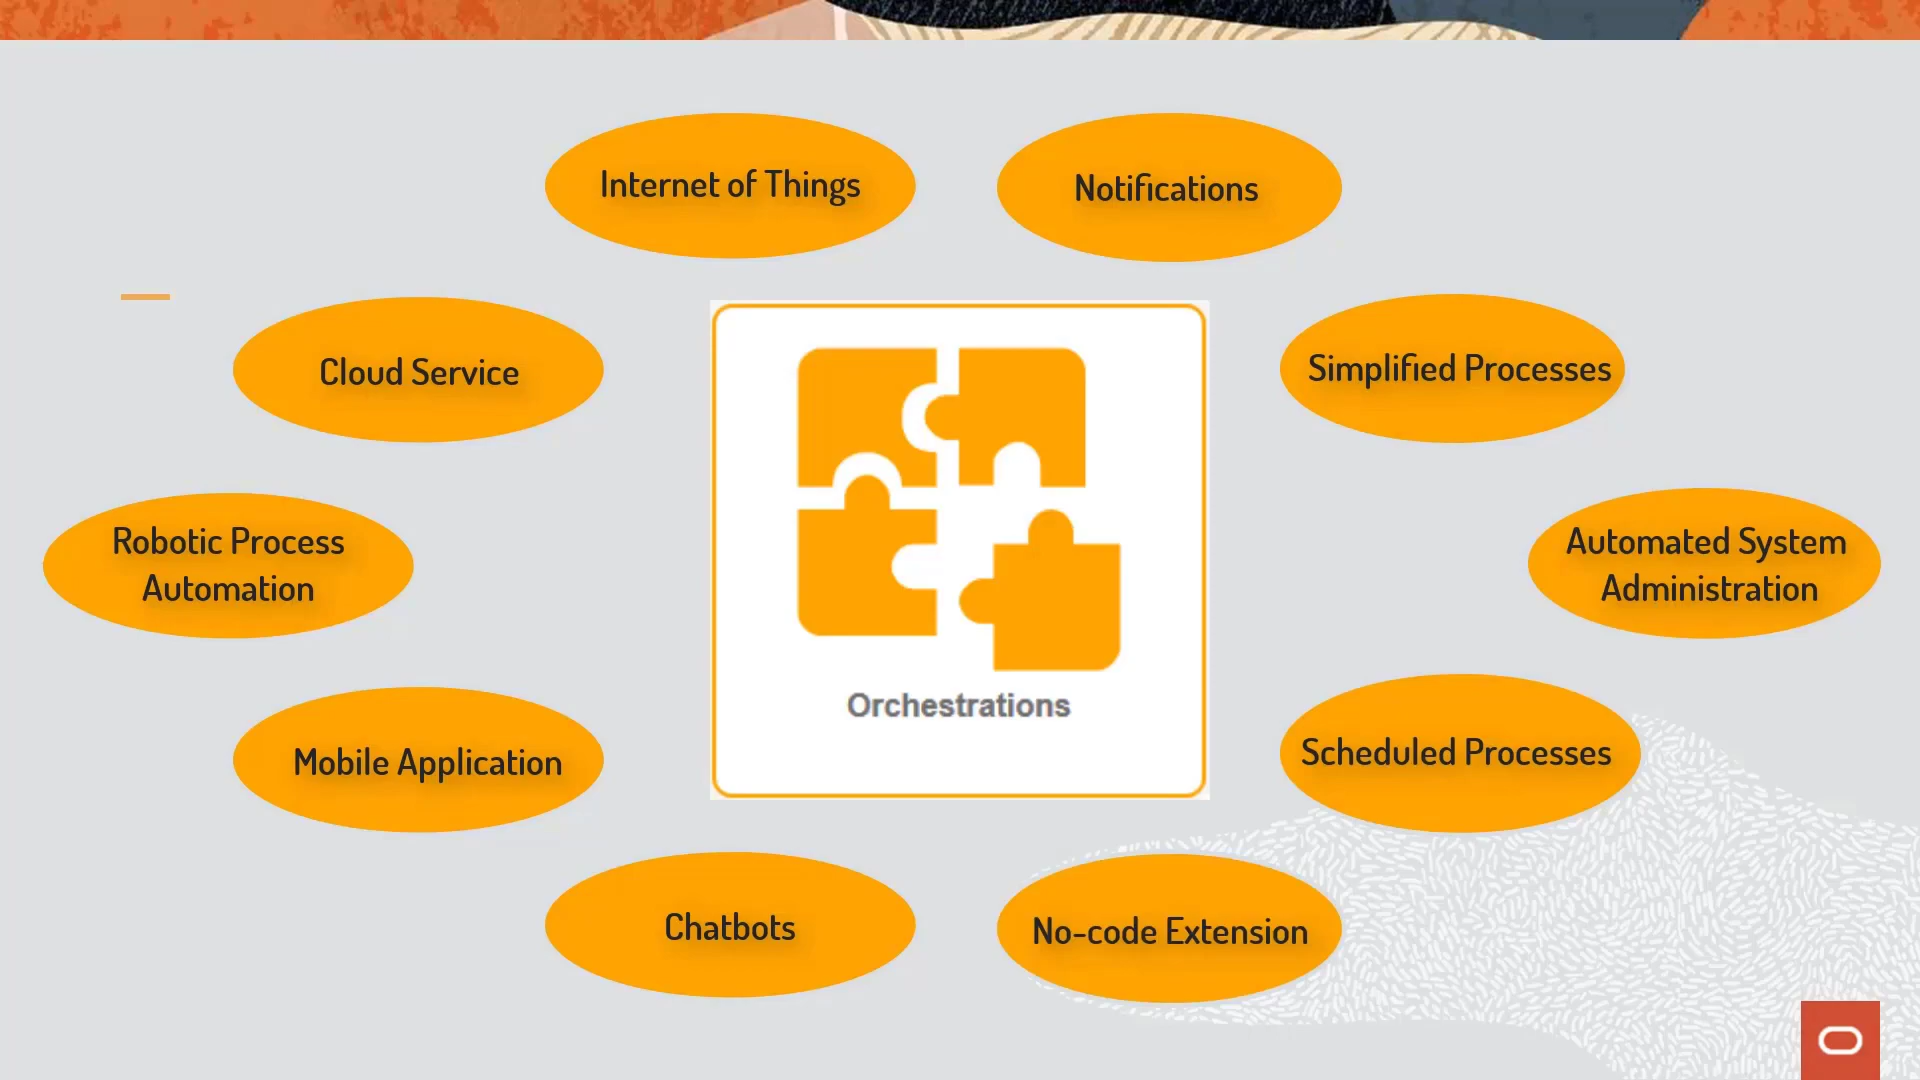 Internet of Things
Notifications
Cloud Service
Simplified Processes
Robotic Process
Automation
Automated System
Administration
Orchestrations
Mobile Application
Scheduled Processes
Chatbots
No-code Extension